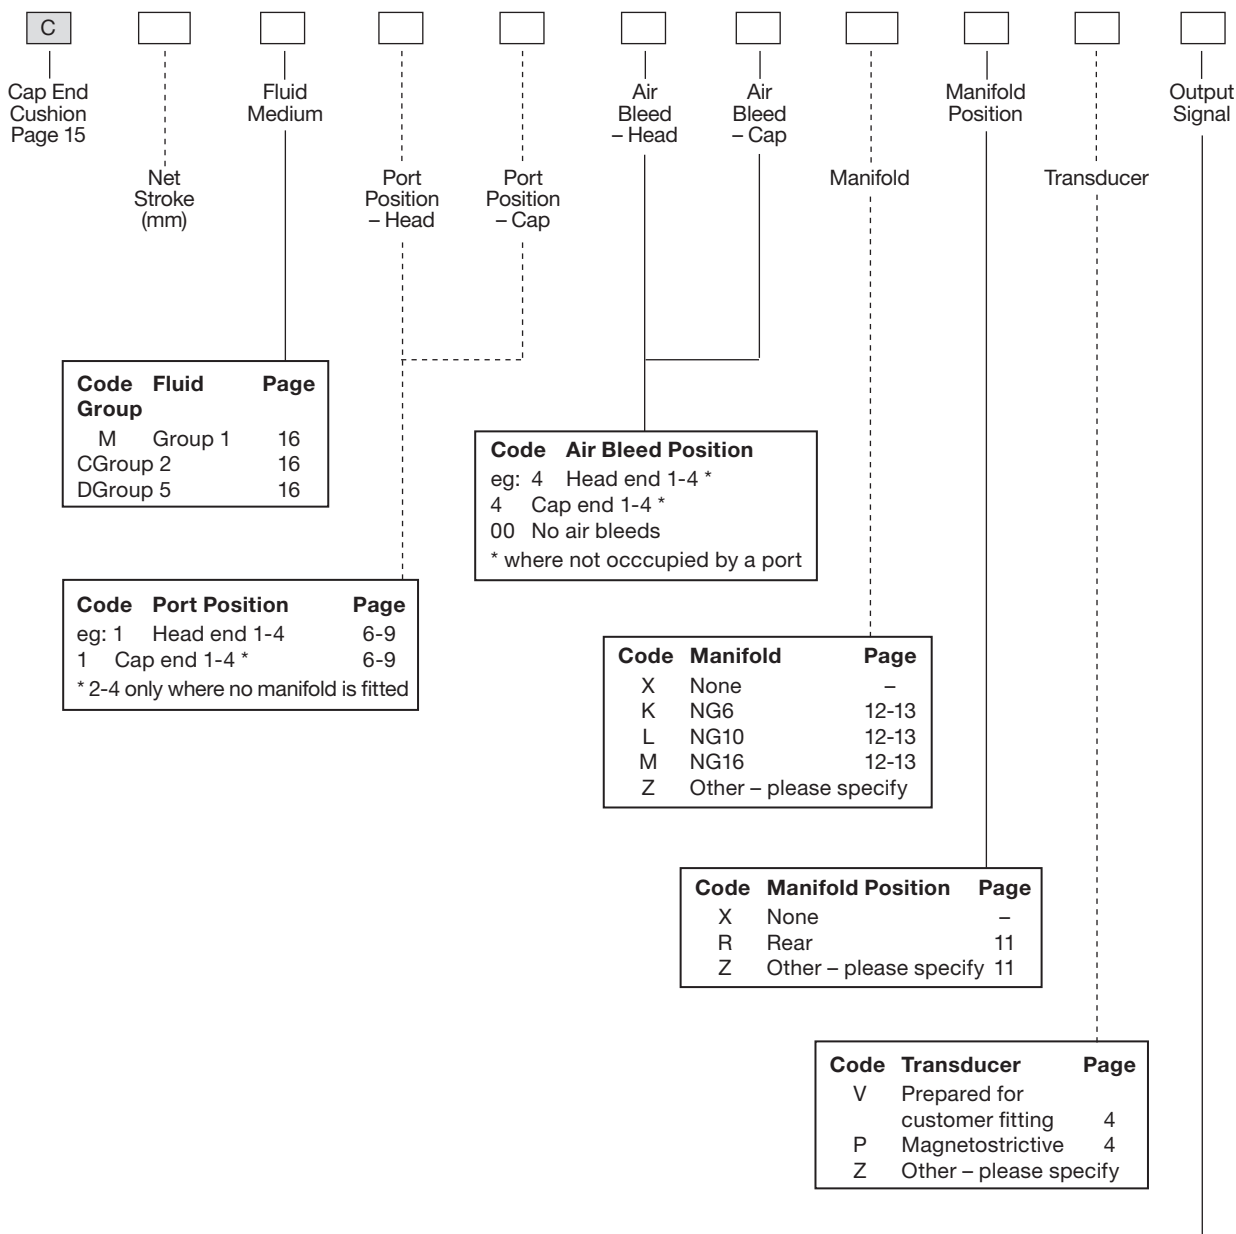 C
Cap End
Cushion
Page 15
Fluid
Medium
Air
Bleed
– Head
Air
Bleed
– Cap
Manifold
Position
Output
Signal
Net
Stroke
(mm)
Port
Position
– Head
Port
Position
– Cap
Manifold
Transducer
Code Fluid Page
Group
M Group 1 16
CGroup 2 16
DGroup 5 16
Code Air Bleed Position
eg: 4 Head end 1-4 *
4 Cap end 1-4 *
00 No air bleeds
* where not occcupied by a port
Code Port Position Page
eg: 1 Head end 1-4 6-9
1 Cap end 1-4 * 6-9
* 2-4 only where no manifold is fitted
Code Manifold Page
X None –
K NG6 12-13
L NG10 12-13
M NG16 12-13
Z Other – please specify
Code Manifold Position Page
X None –
R Rear 11
Z Other – please specify 11
Code Transducer Page
V Prepared for
customer fitting 4
P Magnetostrictive 4
Z Other – please specify